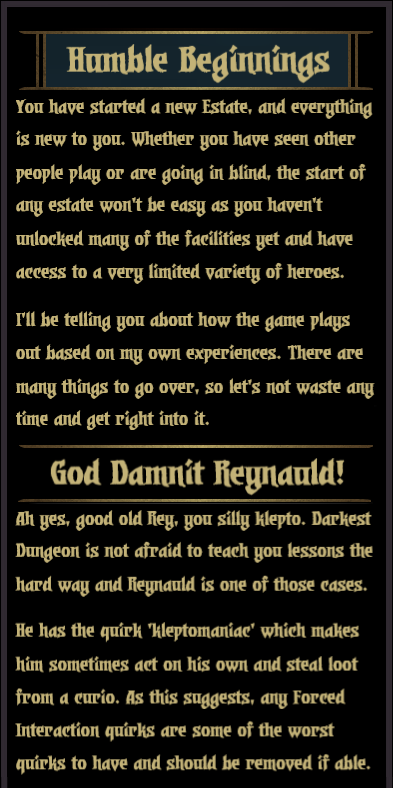 Humble Beginnings
You have started a new Estate, and everything
is new to you. Whether you have seen other
people play or are going in blind, the start of
any estate won't be easy as you haven't
unlocked many of the facilities yet and have
access to a very limited variety of heroes.
I'll be telling you about how the game plays
out based on my own experiences. There are
many things to go over, so let's not waste any
time and get right into it.
God Damnit Reynauld!
Ah yes, good old Rey, you silly klepto. Darkest
Dungeon is not afraid to teach you lessons the
hard way and Reynauld is one of those cases.
He has the quirk 'kleptomaniac' which makes
him sometimes act on his own and steal loot
from a curio. As this suggests, any Forced
Interaction quirks are some of the worst
quirks to have and should be removed if able.